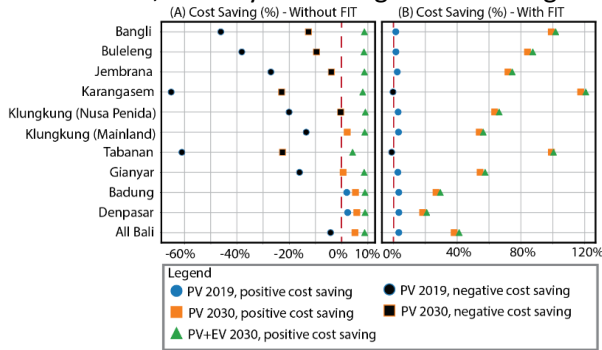 (A) Cost Saving (%) - Without FIT
(B) Cost Saving (%) - With FIT
Bangli
Buleleng
Jembrana
Karangasem
Klungkung (Nusa Penida)
Klungkung (Mainland)
Tabanan
Gianyar
Badung
Denpasar
All Bali
-60% -40% -20% 0% 10%
0% 40% 80% 120%
Legend
PV 2019, positive cost saving
PV 2019, negative cost saving
PV 2030, positive cost saving
PV 2030, negative cost saving
PV+EV 2030, positive cost saving